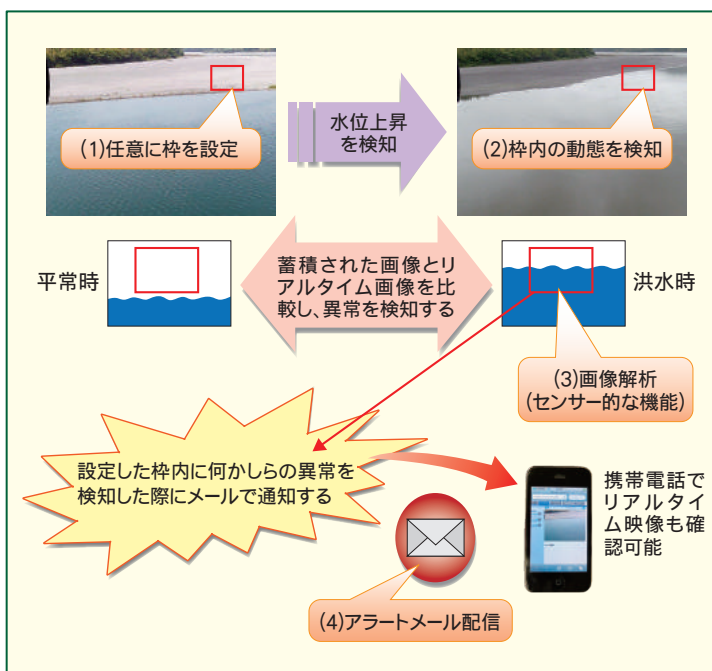 (1)任意に枠を設定
水位上昇
を検知
(2)枠内の動態を検知
平常時
蓄積された画像とリ
アルタイム画像を比
較し、異常を検知する
洪水時
(3)画像解析
(センサー的な機能)
設定した枠内に何かしらの異常を
検知した際にメールで通知する
携帯電話で
リアルタイ
ム映像も確
認可能
(4)アラートメール配信